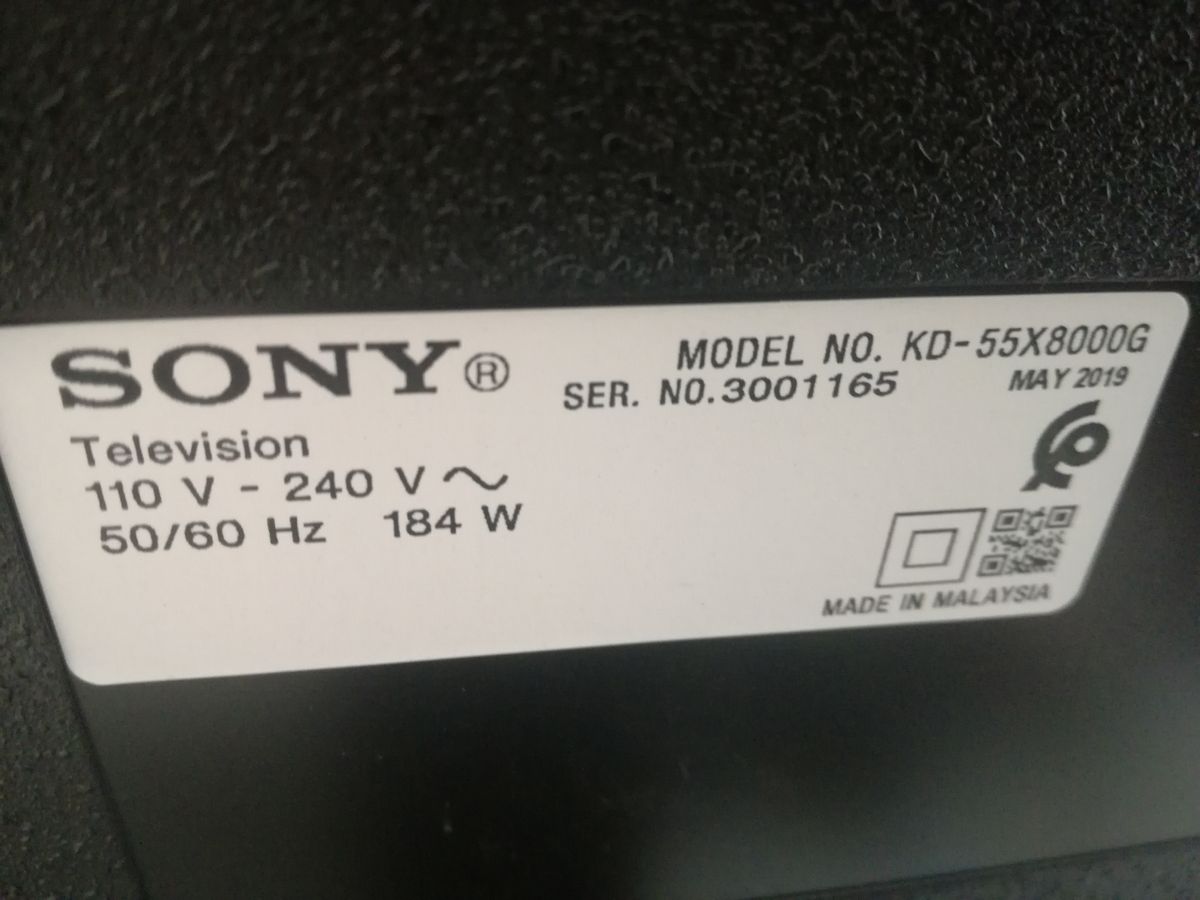 SONY®
MODEL NO. KD-55X8000G
SER. NO.3001165
MAY 2019
Television
110 V - 240 V ~
50/60 Hz 184 W
MADE IN MALAYSIA